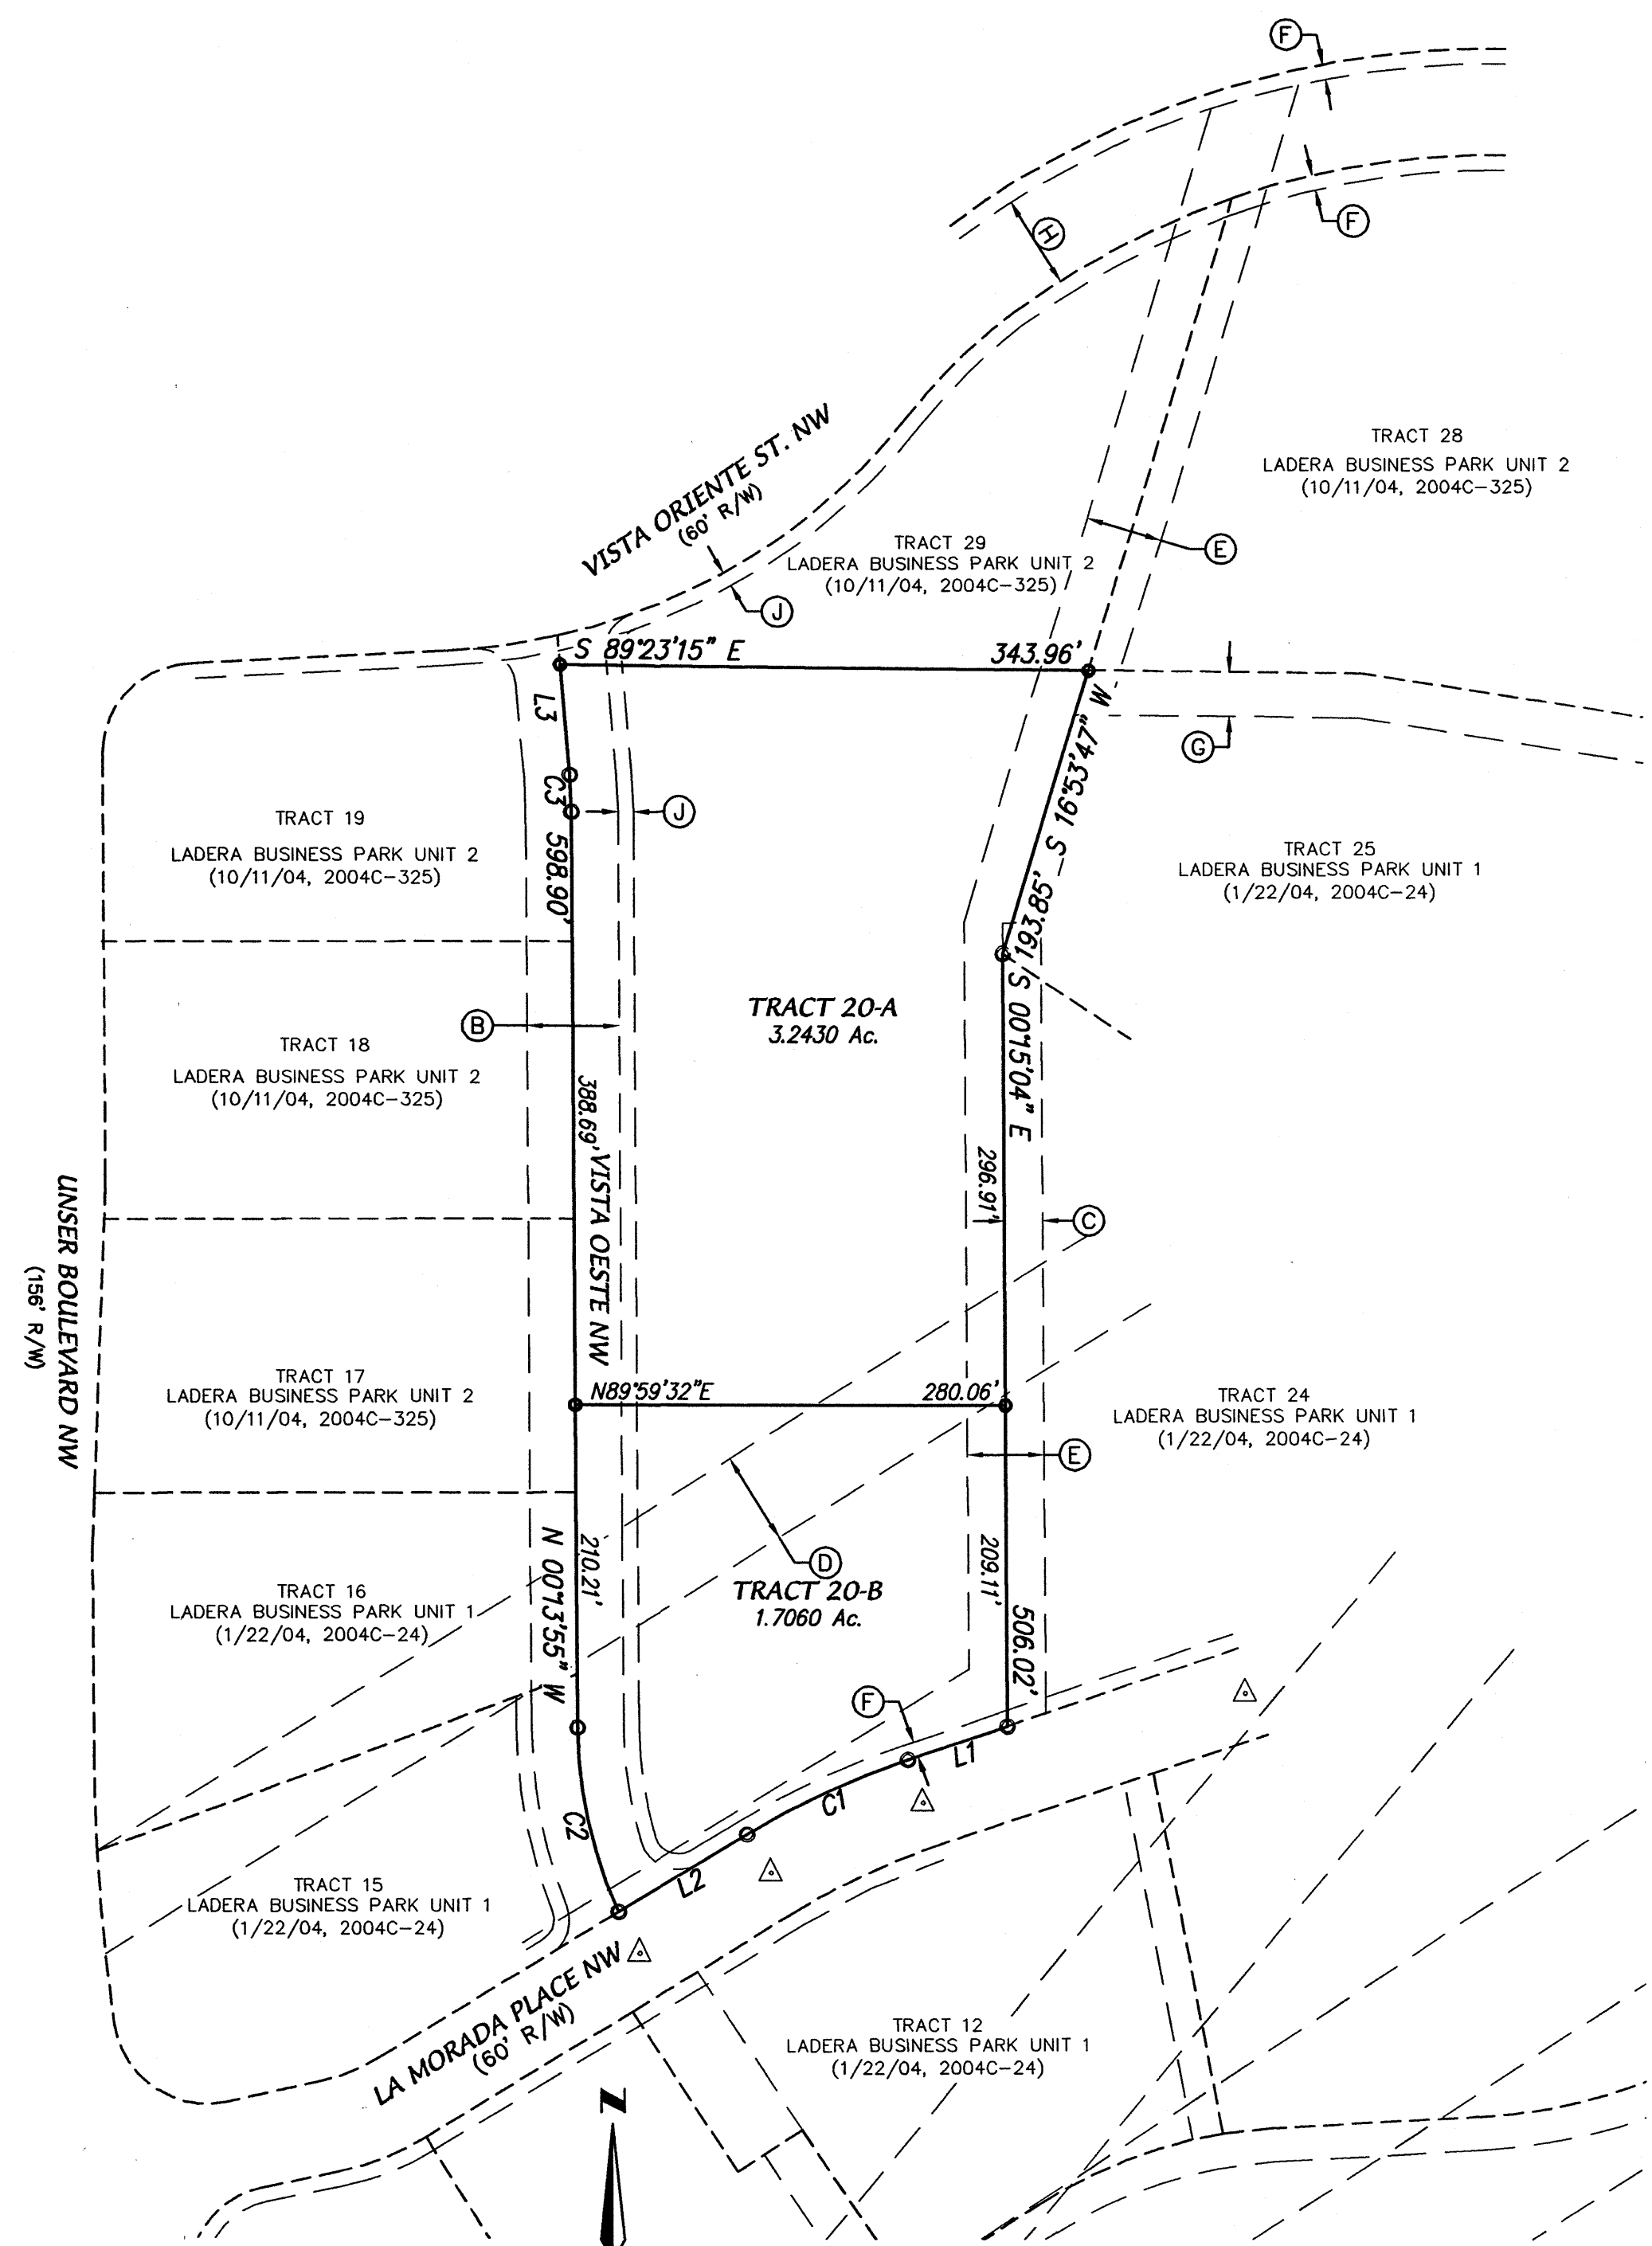 F
F
H
VISTA ORIENTE ST. NW
(60' R/W)
TRACT 28
LADERA BUSINESS PARK UNIT 2
(10/11/04, 2004C-325)
E
TRACT 29
LADERA BUSINESS PARK UNIT 2
(10/11/04, 2004C-325)
J
S 89°23'15" E
343.96'
L3
S 16°53'47" W
193.85'
G
C3
J
598.90'
TRACT 19
LADERA BUSINESS PARK UNIT 2
(10/11/04, 2004C-325)
TRACT 25
LADERA BUSINESS PARK UNIT 1
(1/22/04, 2004C-24)
TRACT 20-A
3.2430 Ac.
S 00°15'04" E
B
TRACT 18
LADERA BUSINESS PARK UNIT 2
(10/11/04, 2004C-325)
388.69'
VISTA OESTE NW
296.91'
C
UNSER BOULEVARD NW
(156' R/W)
TRACT 17
LADERA BUSINESS PARK UNIT 2
(10/11/04, 2004C-325)
N89°59'32"E
280.06'
TRACT 24
LADERA BUSINESS PARK UNIT 1
(1/22/04, 2004C-24)
E
D
210.21'
N 00°13'55" W
209.11'
506.02'
TRACT 16
LADERA BUSINESS PARK UNIT 1
(1/22/04, 2004C-24)
TRACT 20-B
1.7060 Ac.
F
L1
C1
C2
L2
TRACT 15
LADERA BUSINESS PARK UNIT 1
(1/22/04, 2004C-24)
LA MORADA PLACE NW
(60' R/W)
TRACT 12
LADERA BUSINESS PARK UNIT 1
(1/22/04, 2004C-24)
N